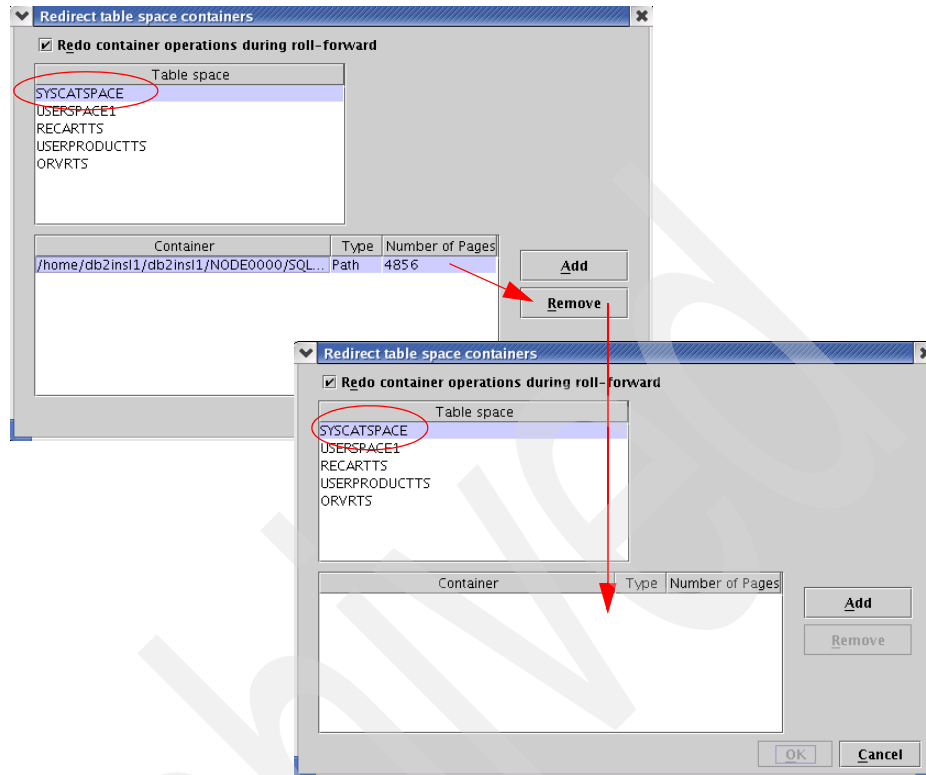 Redirect table space containers
Redo container operations during roll-forward
Table space
SYSCATSPACE
USERSPACE1
RECARTTS
USERPRODUCTTS
ORVRTS
Container Type Number of Pages
/home/db2insl1/db2insl1/NODE0000/SQL... Path 4856
Add
Remove
Redirect table space containers
Redo container operations during roll-forward
Table space
SYSCATSPACE
USERSPACE1
RECARTTS
USERPRODUCTTS
ORVRTS
Container Type Number of Pages
Add
Remove
OK Cancel